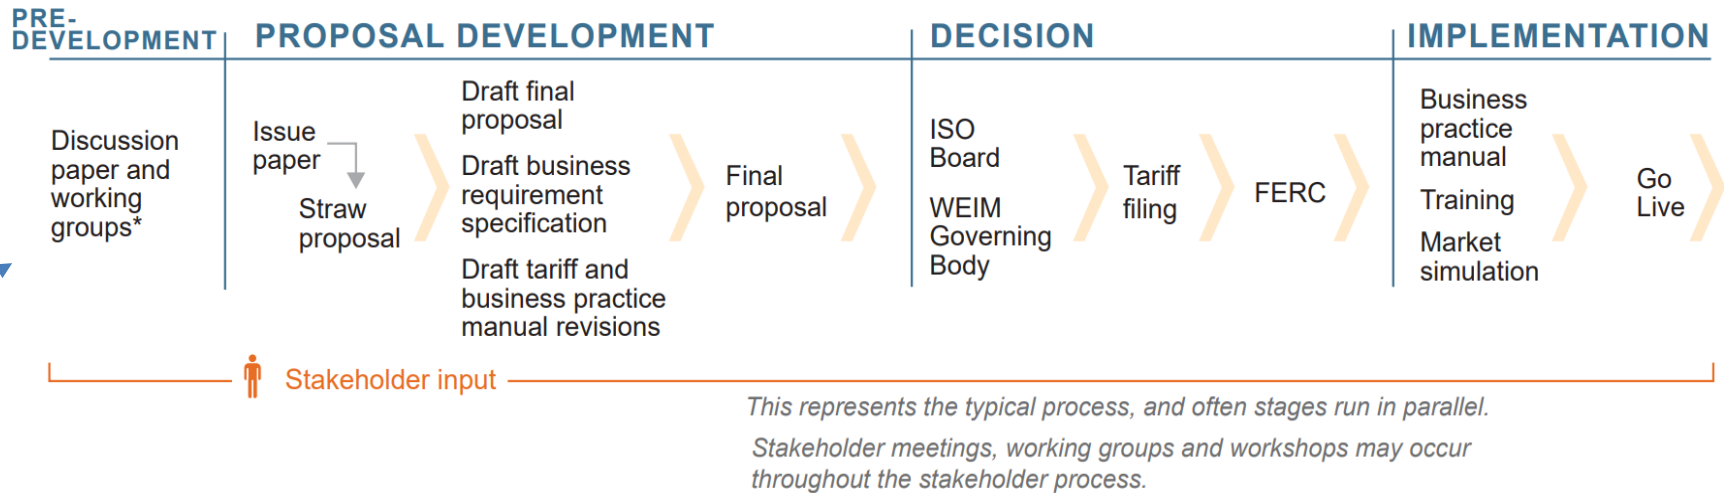 PRE-
DEVELOPMENT
PROPOSAL DEVELOPMENT
DECISION
IMPLEMENTATION
Discussion
paper and
working
groups*
Issue
paper
Straw
proposal
Draft final
proposal
Draft business
requirement
specification
Draft tariff and
business practice
manual revisions
Final
proposal
ISO
Board
WEIM
Governing
Body
Tariff
filing
FERC
Business
practice
manual
Training
Market
simulation
Go
Live
Stakeholder input
This represents the typical process, and often stages run in parallel.
Stakeholder meetings, working groups and workshops may occur
throughout the stakeholder process.